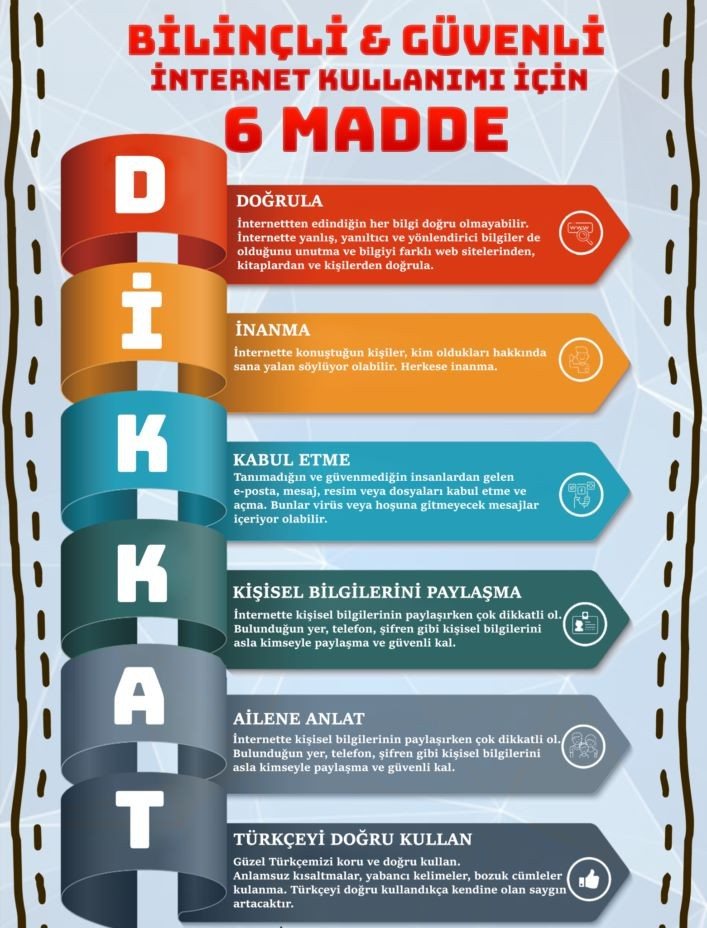 BİLİNÇLİ & GÜVENLİ
İNTERNET KULLANIMI İÇİN
6 MADDE
D
DOĞRULA
İnternettten edindiğin her bilgi doğru olmayabilir.
İnternette yanlış, yanıltıcı ve yönlendirici bilgiler de
olduğunu unutma ve bilgiyi farklı web sitelerinden,
kitaplardan ve kişilerden doğrula.
WWW
İ
İNANMA
İnternette konuştuğun kişiler, kim oldukları hakkında
sana yalan söylüyor olabilir. Herkese inanma.
K
KABUL ETME
Tanımadığın ve güvenmediğin insanlardan gelen
e-posta, mesaj, resim veya dosyaları kabul etme ve
açma. Bunlar virüs veya hoşuna gitmeyecek mesajlar
içeriyor olabilir.
K
KİŞİSEL BİLGİLERİNİ PAYLAŞMA
İnternette kişisel bilgilerinin paylaşırken çok dikkatli ol.
Bulunduğun yer, telefon, şifren gibi kişisel bilgilerini
asla kimseyle paylaşma ve güvenli kal.
A
AİLENE ANLAT
İnternette kişisel bilgilerinin paylaşırken çok dikkatli ol.
Bulunduğun yer, telefon, şifren gibi kişisel bilgilerini
asla kimseyle paylaşma ve güvenli kal.
T
TÜRKÇEYİ DOĞRU KULLAN
Güzel Türkçemizi koru ve doğru kullan.
Anlamsız kısaltmalar, yabancı kelimeler, bozuk cümleler
kulanma. Türkçeyi doğru kullandıkça kendine olan saygın
artacaktır.